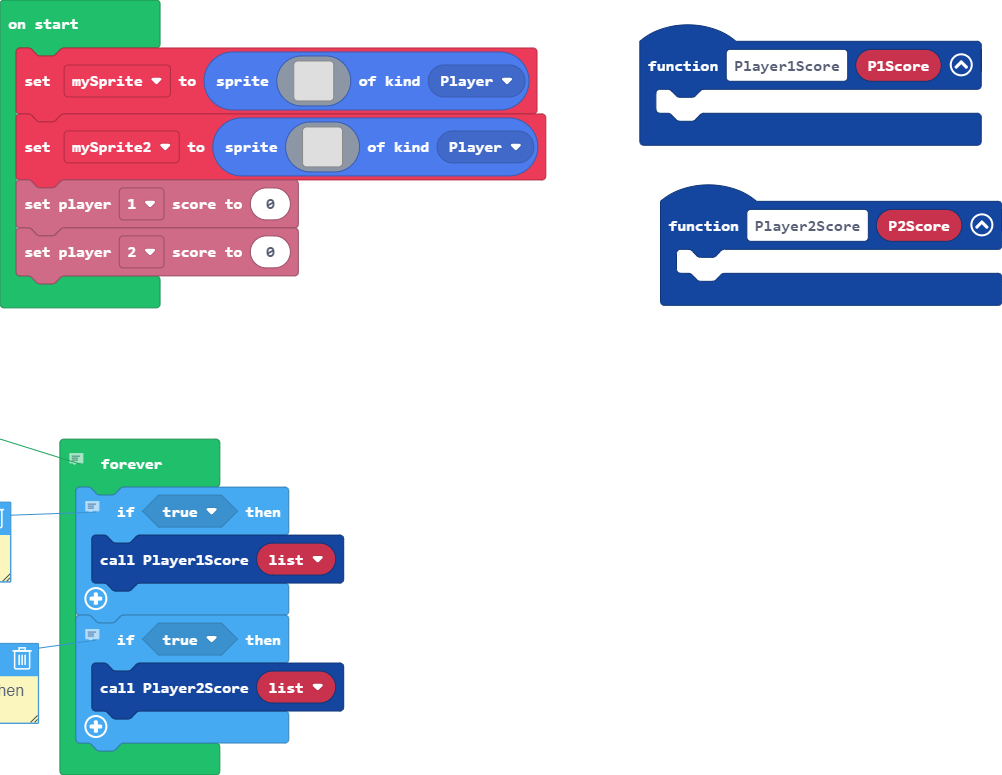 on start
set mySprite to sprite of kind Player
set mySprite2 to sprite of kind Player
set player 1 score to 0
set player 2 score to 0
function Player1Score P1Score
function Player2Score P2Score
forever
if true then
call Player1Score list
if true then
call Player2Score list
hen